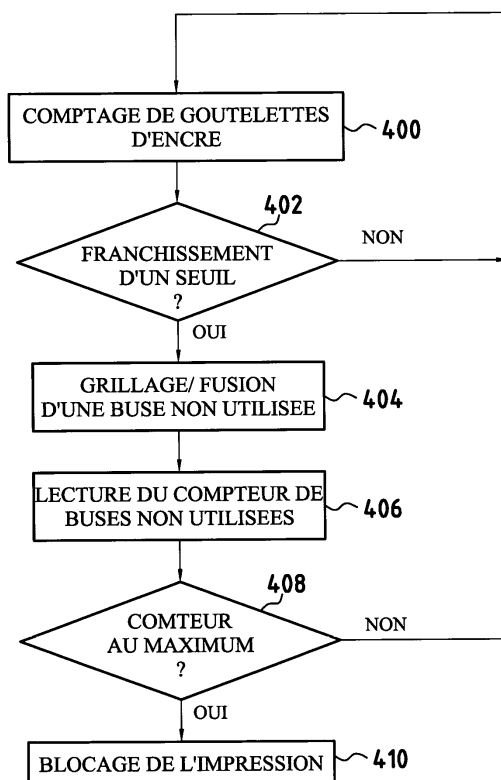 COMPTAGE DE GOUTELETTES
D'ENCRE
400
402
FRANCHISSEMENT
D'UN SEUIL
?
NON
OUI
GRILLAGE/ FUSION
D'UNE BUSE NON UTILISEE
404
LECTURE DU COMPTEUR DE
BUSES NON UTILISEES
406
408
COMTEUR
AU MAXIMUM
?
NON
OUI
BLOCAGE DE L'IMPRESSION
410